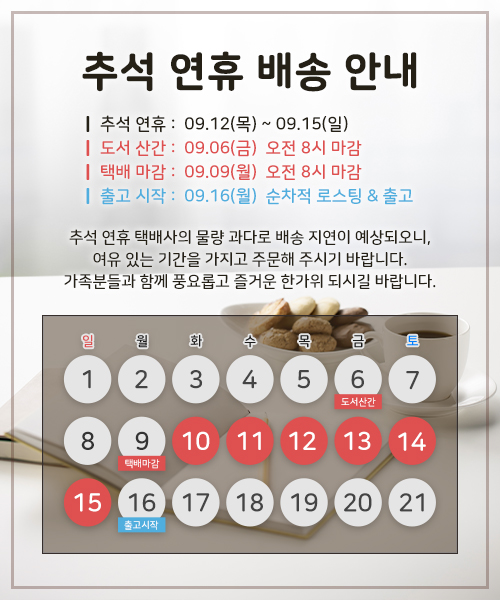 추석 연휴 배송 안내
추석 연휴 : 09.12(목) ~ 09.15(일)
도서 산간 : 09.06(금) 오전 8시 마감
택배 마감 : 09.09(월) 오전 8시 마감
출고 시작 : 09.16(월) 순차적 로스팅 & 출고
추석 연휴 택배사의 물량 과다로 배송 지연이 예상되오니,
여유 있는 기간을 가지고 주문해 주시기 바랍니다.
가족분들과 함께 풍요롭고 즐거운 한가위 되시길 바랍니다.
일 월 화 수 목 금 토
1 2 3 4 5 6 7
도서산간
8 9 10 11 12 13 14
택배마감
15 16 17 18 19 20 21
출고시작